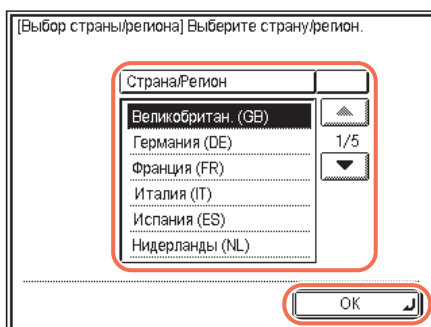 [Выбор страны/региона] Выберите страну/регион.
Страна/Регион
Великобритан. (GB)
Германия (DE)
1/5
Франция (FR)
Италия (IT)
Испания (ES)
Нидерланды (NL)
OK